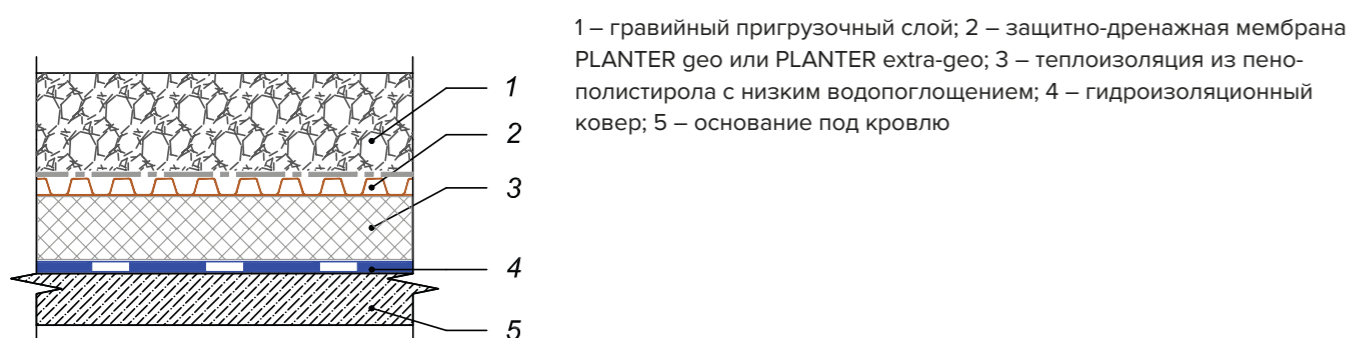 1 – гравийный пригрузочный слой; 2 – защитно-дренажная мембрана
PLANTER geo или PLANTER extra-geo; 3 – теплоизоляция из пено-
полистирола с низким водопоглощением; 4 – гидроизоляционный
ковер; 5 – основание под кровлю
1
2
3
4
5